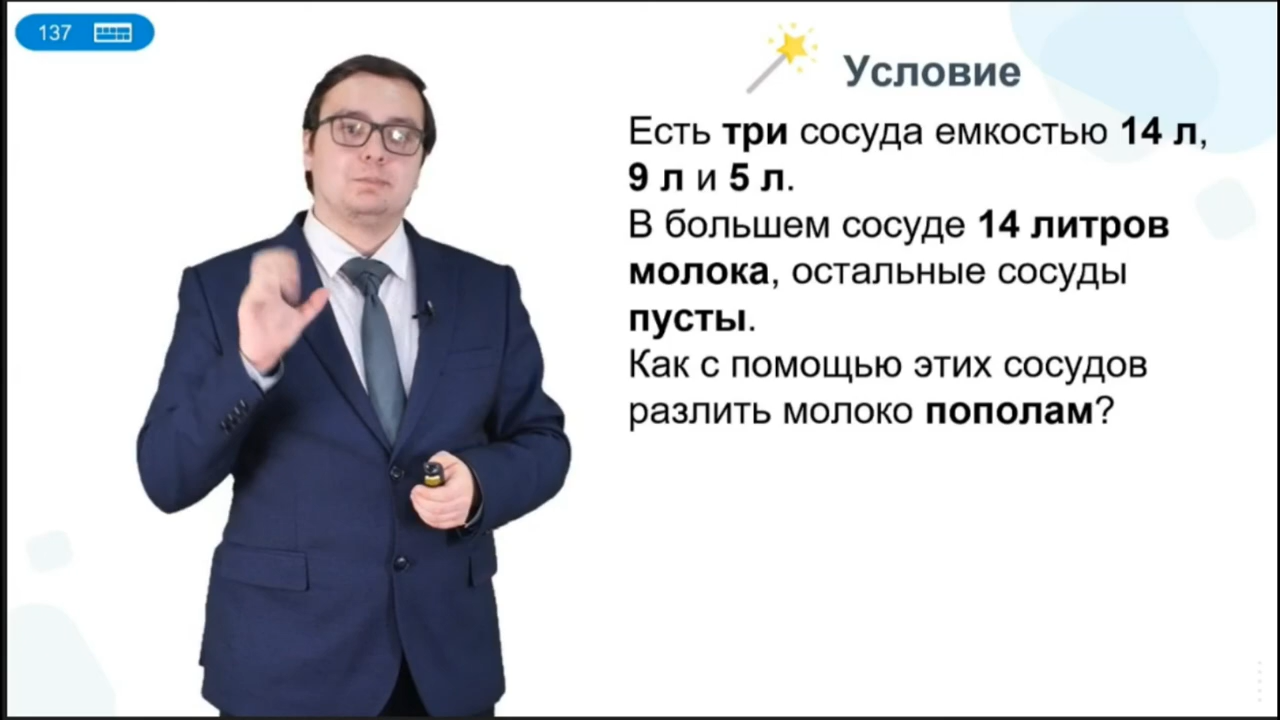 137
Условие
Есть три сосуда емкостью 14 л,
9 л и 5 л.
В большем сосуде 14 литров
молока, остальные сосуды
пусты.
Как с помощью этих сосудов
разлить молоко пополам?